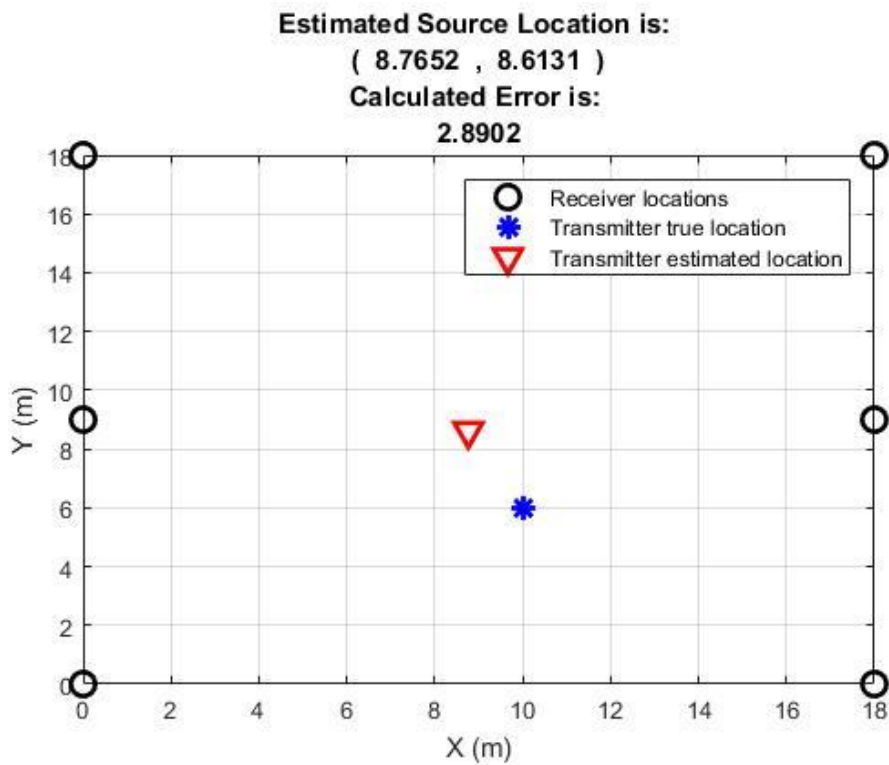 Estimated Source Location is:
( 8.7652 , 8.6131 )
Calculated Error is:
2.8902
18
16
14
12
10
8
6
4
2
0
Y (m)
Receiver locations
Transmitter true location
Transmitter estimated location
0 2 4 6 8 10 12 14 16 18
X (m)